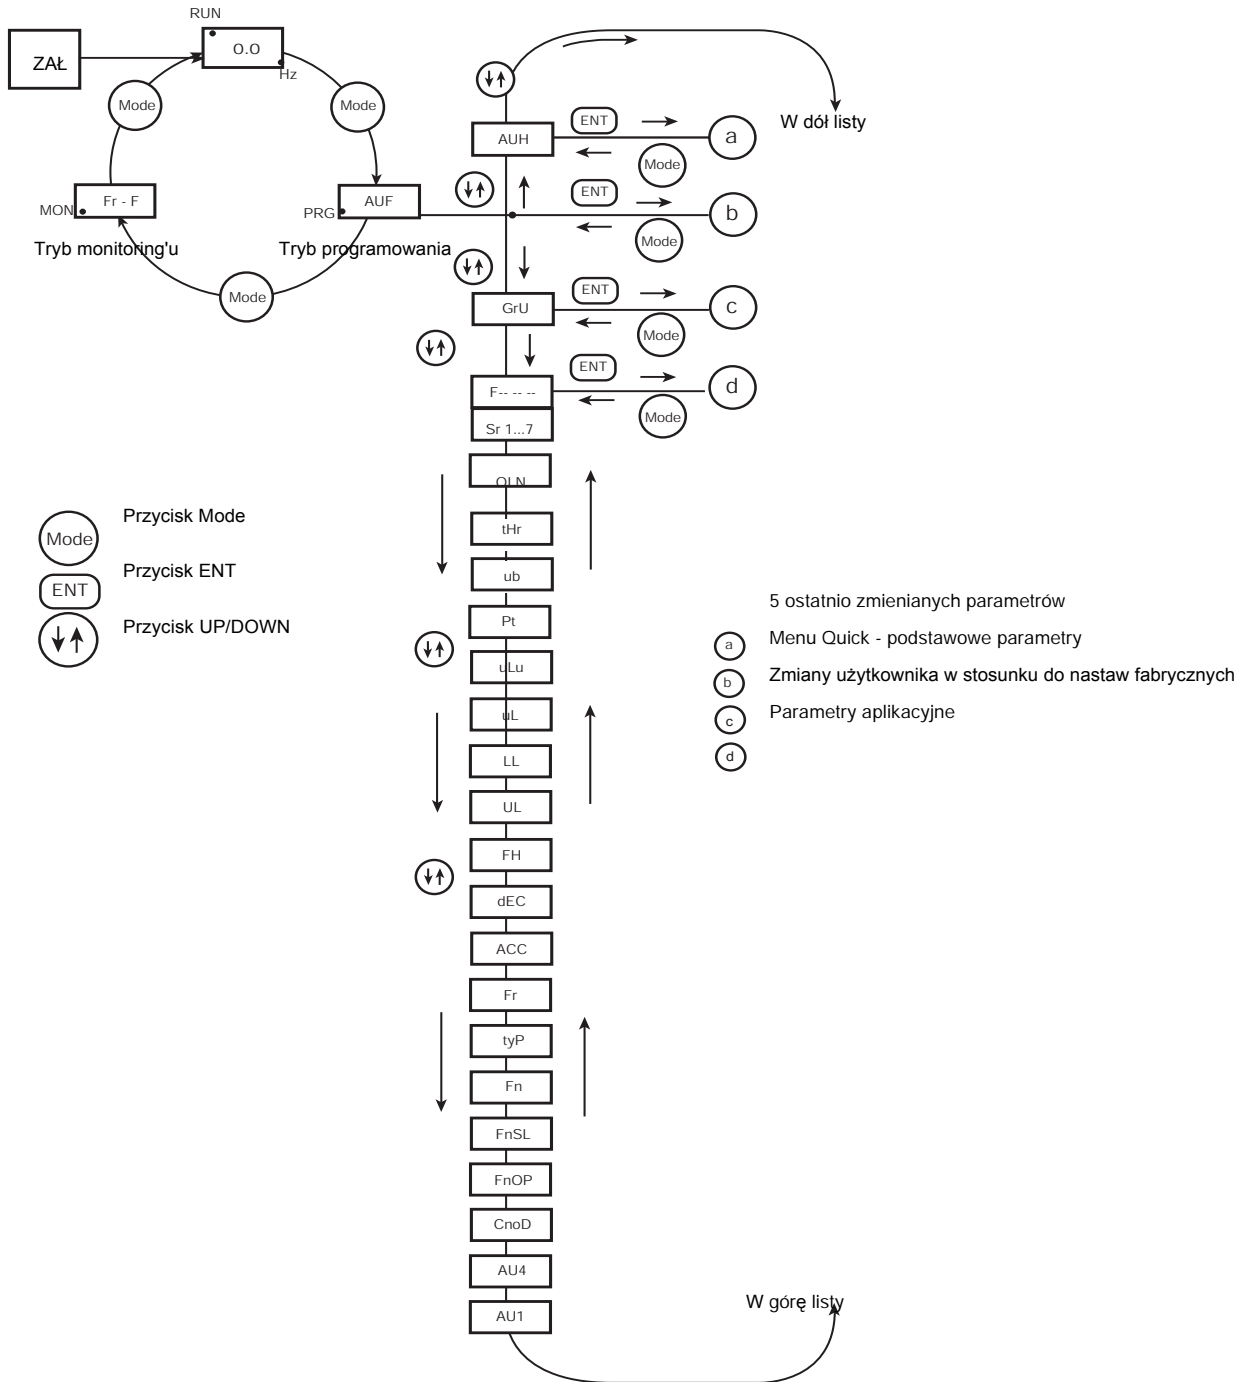 RUN
ZAŁ
0.0
Hz
Mode
Mode
Fr - F
MON
AUF
PRG
Tryb monitoring'u
Tryb programowania
Mode
W dół listy
AUH
ENT
Mode
a
ENT
Mode
b
GrU
ENT
Mode
c
F-- -- --
ENT
Mode
d
Sr 1...7
OLN
tHr
ub
Pt
uLu
uL
LL
UL
FH
dEC
ACC
Fr
tyP
Fn
FnSL
FnOP
CnoD
AU4
AU1
W górę listy
Mode
Przycisk Mode
ENT
Przycisk ENT
Przycisk UP/DOWN
5 ostatnio zmienianych parametrów
a
Menu Quick - podstawowe parametry
b
Zmiany użytkownika w stosunku do nastaw fabrycznych
c
Parametry aplikacyjne
d